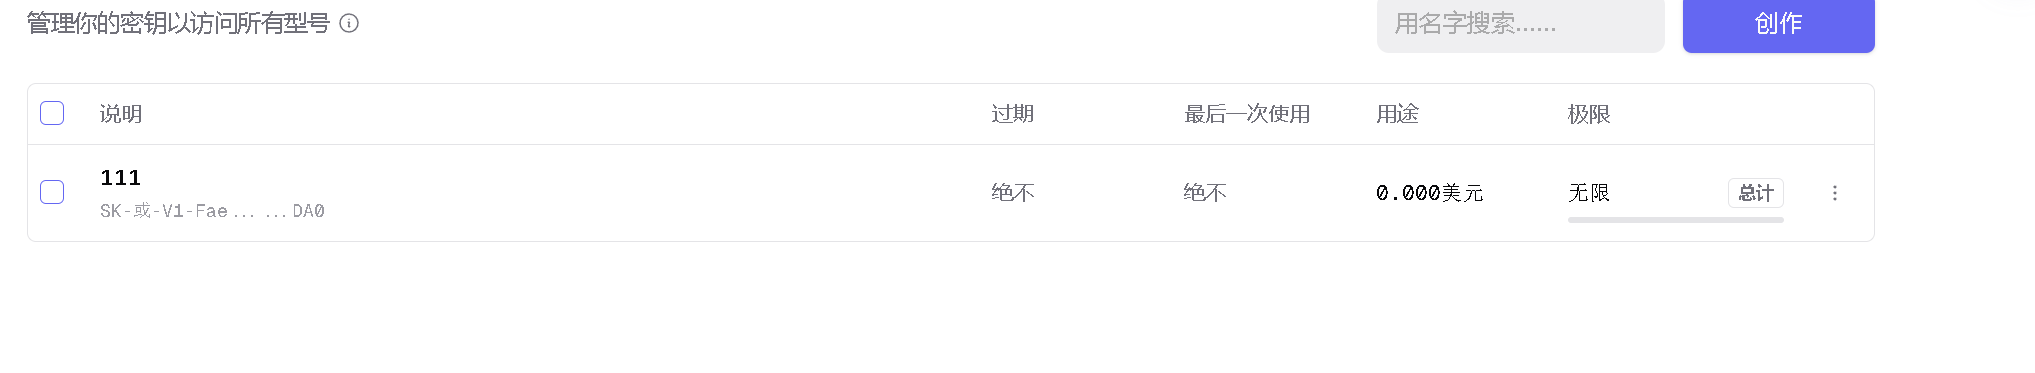 管理你的密钥以访问所有型号
用名字搜索……
创作
说明 过期 最后一次使用 用途 极限
111
SK-或-V1-Fae……DA0
绝不 绝不 0.000美元 无限 总计